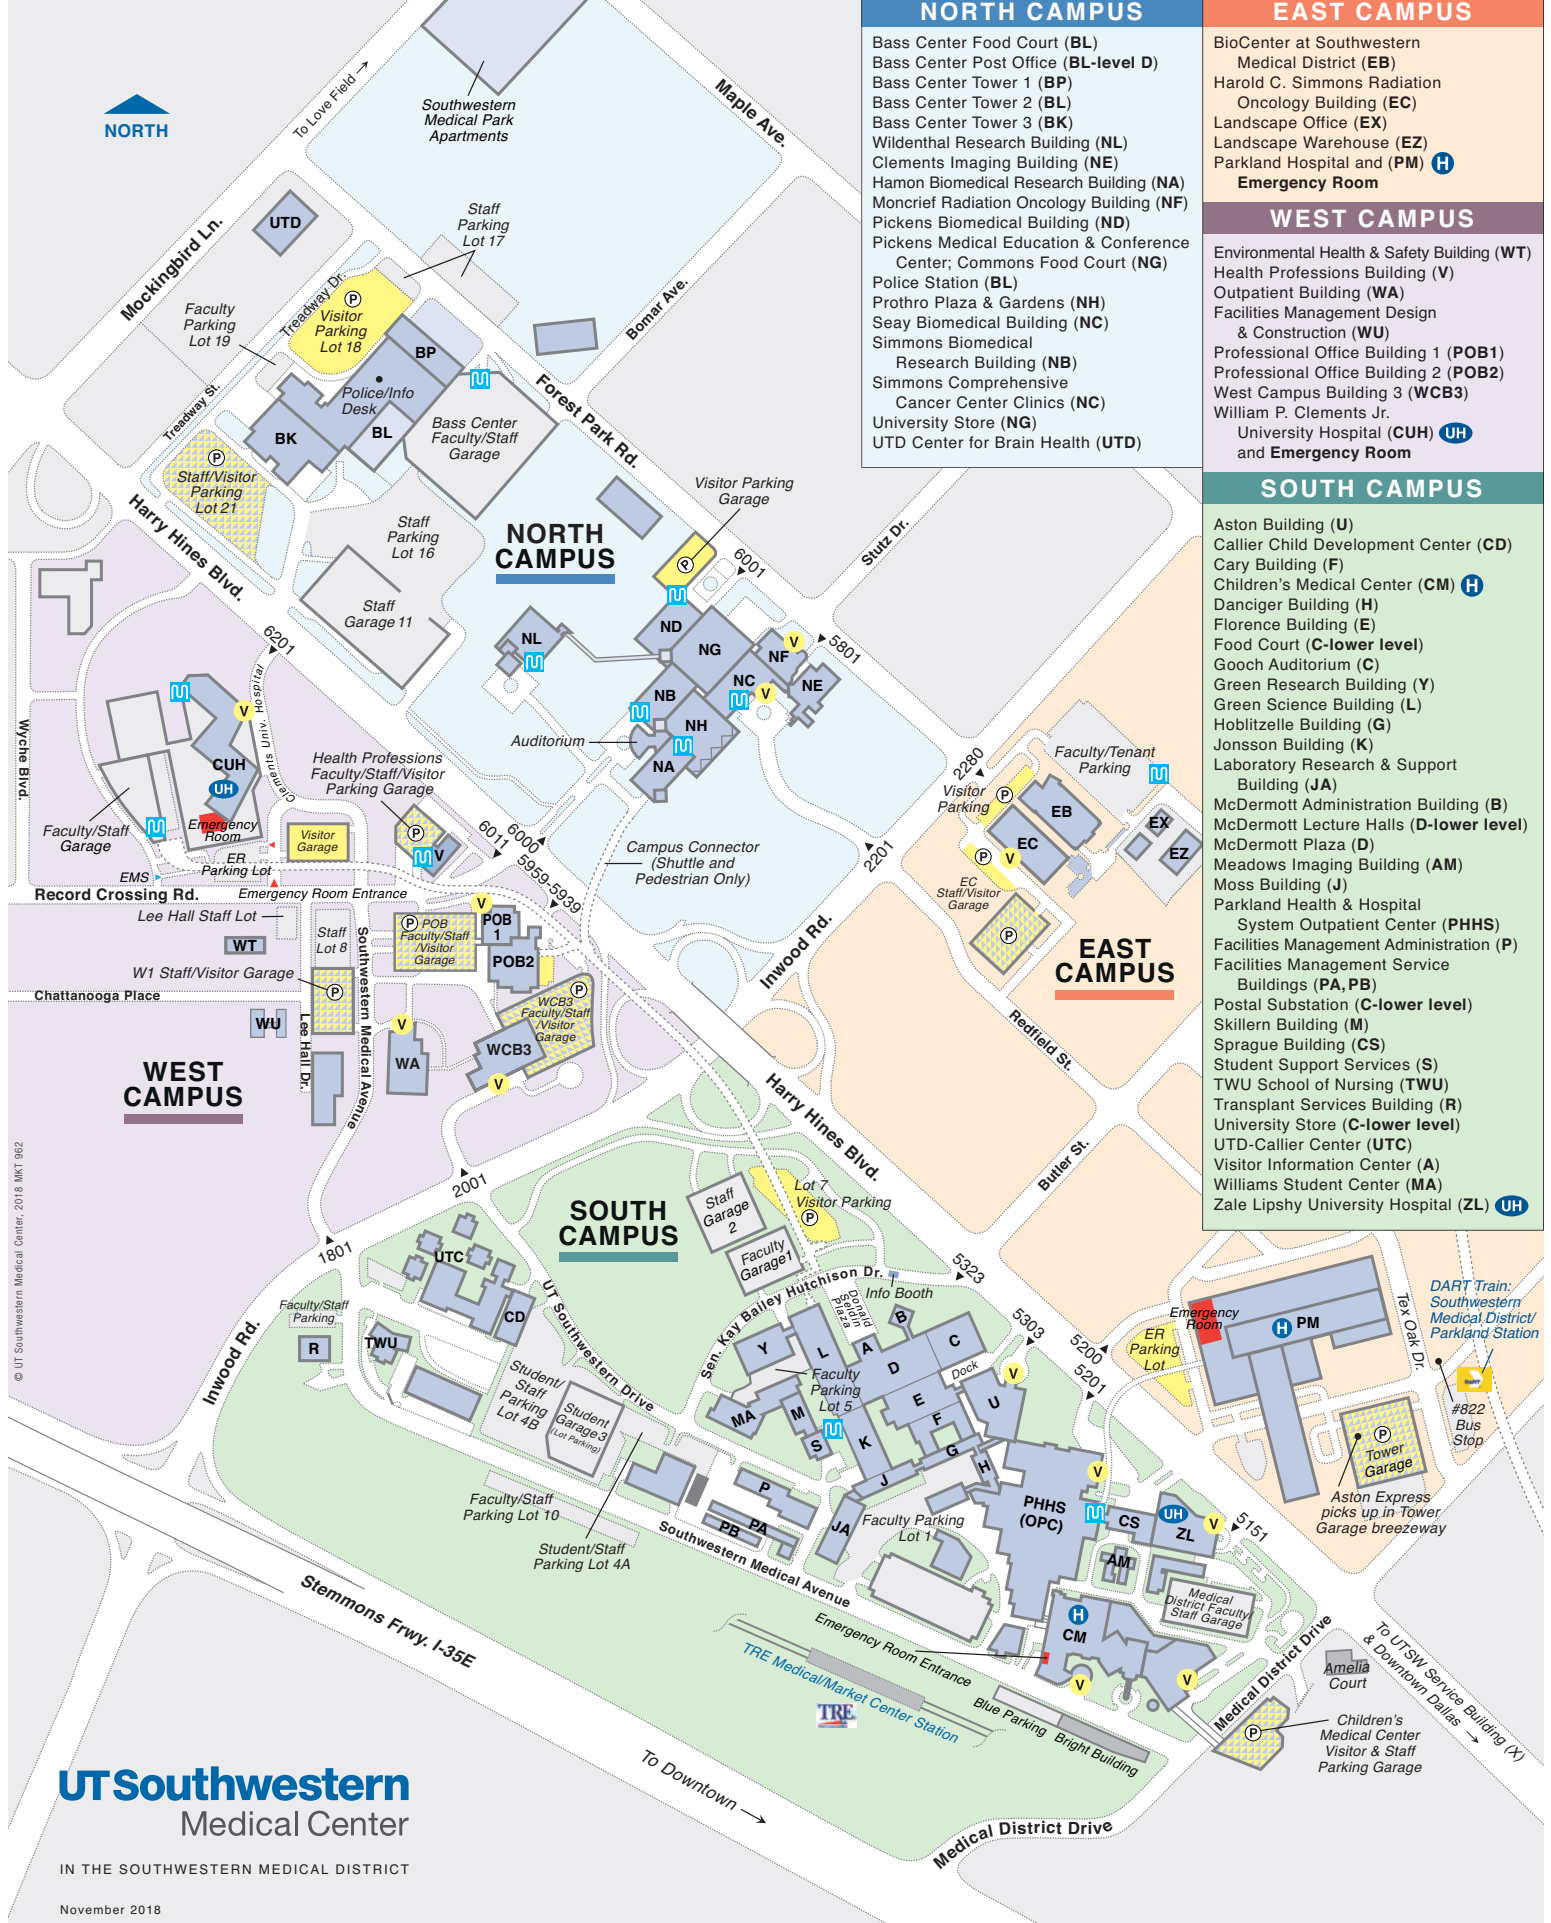 NORTH CAMPUS
Bass Center Food Court (BL)
Bass Center Post Office (BL-level D)
Bass Center Tower 1 (BP)
Bass Center Tower 2 (BL)
Bass Center Tower 3 (BK)
Wildenthal Research Building (NL)
Clements Imaging Building (NE)
Hamon Biomedical Research Building (NA)
Moncrief Radiation Oncology Building (NF)
Pickens Biomedical Building (ND)
Pickens Medical Education & Conference
Center; Commons Food Court (NG)
Police Station (BL)
Prothro Plaza & Gardens (NH)
Seay Biomedical Building (NC)
Simmons Biomedical
Research Building (NB)
Simmons Comprehensive
Cancer Center Clinics (NC)
University Store (NG)
UTD Center for Brain Health (UTD)
EAST CAMPUS
BioCenter at Southwestern
Medical District (EB)
Harold C. Simmons Radiation
Oncology Building (EC)
Landscape Office (EX)
Landscape Warehouse (EZ)
Parkland Hospital and (PM) H
Emergency Room
WEST CAMPUS
Environmental Health & Safety Building (WT)
Health Professions Building (V)
Outpatient Building (WA)
Facilities Management Design
& Construction (WU)
Professional Office Building 1 (POB1)
Professional Office Building 2 (POB2)
West Campus Building 3 (WCB3)
William P. Clements Jr.
University Hospital (CUH) UH
and Emergency Room
SOUTH CAMPUS
Aston Building (U)
Callier Child Development Center (CD)
Cary Building (F)
Children's Medical Center (CM) H
Danciger Building (H)
Florence Building (E)
Food Court (C-lower level)
Gooch Auditorium (C)
Green Research Building (Y)
Green Science Building (L)
Hoblitzelle Building (G)
Jonsson Building (K)
Laboratory Research & Support
Building (JA)
McDermott Administration Building (B)
McDermott Lecture Halls (D-lower level)
McDermott Plaza (D)
Meadows Imaging Building (AM)
Moss Building (J)
Parkland Health & Hospital
System Outpatient Center (PHHS)
Facilities Management Administration (P)
Facilities Management Service
Buildings (PA, PB)
Postal Substation (C-lower level)
Skillern Building (M)
Sprague Building (CS)
Student Support Services (S)
TWU School of Nursing (TWU)
Transplant Services Building (R)
University Store (C-lower level)
UTD-Callier Center (UTC)
Visitor Information Center (A)
Williams Student Center (MA)
Zale Lipshy University Hospital (ZL) UH
NORTH
To Love Field
Southwestern
Medical Park
Apartments
Maple Ave.
Mockingbird Ln.
UTD
Staff
Parking
Lot 17
Treadway Dr.
P
Visitor
Parking
Lot 18
Faculty
Parking
Lot 19
Bomar Ave.
BP
Police/Info
Desk
BL
BK
Treadway St.
Bass Center
Faculty/Staff
Garage
Forest Park Rd.
P
Staff/Visitor
Parking
Lot 21
Harry Hines Blvd.
Staff
Parking
Lot 16
NORTH
CAMPUS
Visitor Parking
Garage
P
6001
Stutz Dr.
Staff
Garage 11
NL
ND
NG
NF
V
5801
NC
V
NE
NB
NH
NA
Auditorium
6201
Clements Univ. Hospital
V
CUH
UH
Emergency
Room
Wyche Blvd.
Faculty/Staff
Garage
Health Professions
Faculty/Staff/Visitor
Parking Garage
P
V
Visitor
Garage
ER
Parking Lot
EMS
Record Crossing Rd.
Emergency Room Entrance
6011
6000
5959-5939
Campus Connector
(Shuttle and
Pedestrian Only)
2201
2280
Visitor
Parking
P
Faculty/Tenant
Parking
EB
EC
P
V
EX
EZ
EC
Staff/Visitor
Garage
P
EAST
CAMPUS
Inwood Rd.
Redfield St.
Lee Hall Staff Lot
Staff
Lot 8
WT
W1 Staff/Visitor Garage
P
Chattanooga Place
WU
Lee Hall Dr.
Southwestern Medical Avenue
P
POB
Faculty/Staff
/Visitor
Garage
V
POB
1
POB2
P
WCB3
Faculty/Staff
/Visitor
Garage
V
WA
WCB3
V
WEST
CAMPUS
© UT Southwestern Medical Center, 2018 MKT 962
Harry Hines Blvd.
Butler St.
2001
1801
SOUTH
CAMPUS
Staff
Garage
2
Lot 7
Visitor Parking
P
Faculty
Garage1
Sen. Kay Bailey Hutchison Dr.
Info Booth
5323
UTC
CD
Faculty/Staff
Parking
R
TWU
Inwood Rd.
UT Southwestern Drive
Donald
Seldin
Plaza
B
C
A
D
L
Y
Dock
5303
V
5200
5201
Faculty
Parking
Lot 5
E
F
U
MA
M
S
K
G
H
J
Student/
Staff
Parking
Lot 4B
Student
Garage3
(Lot Parking)
Faculty/Staff
Parking Lot 10
Student/Staff
Parking Lot 4A
P
PA
PB
JA
Faculty Parking
Lot 1
Southwestern Medical Avenue
PHHS
(OPC)
V
CS
UH
ZL
V
5151
AM
Medical
District Faculty/
Staff Garage
Emergency
Room
ER
Parking
Lot
H PM
Tex Oak Dr.
DART Train:
Southwestern
Medical District/
Parkland Station
#822
Bus
Stop
P
Tower
Garage
Aston Express
picks up in Tower
Garage breezeway
Stemmons Frwy. I-35E
Emergency Room Entrance
H
CM
V
V
TRE Medical/Market Center Station
TRE
Blue Parking
Bright Building
Medical District Drive
Amelia
Court
To UTSW Service Building (X)
& Downtown Dallas
P
Children's
Medical Center
Visitor & Staff
Parking Garage
To Downtown
Medical District Drive
UT Southwestern
Medical Center
IN THE SOUTHWESTERN MEDICAL DISTRICT
November 2018